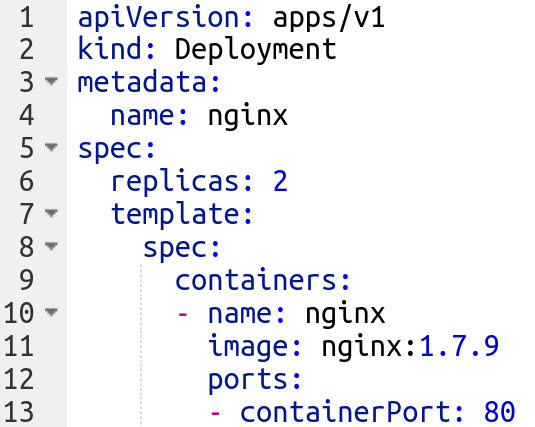 1 apiVersion: apps/v1
2 kind: Deployment
3 metadata:
4   name: nginx
5 spec:
6   replicas: 2
7   template:
8     spec:
9       containers:
10       - name: nginx
11         image: nginx:1.7.9
12         ports:
13         - containerPort: 80